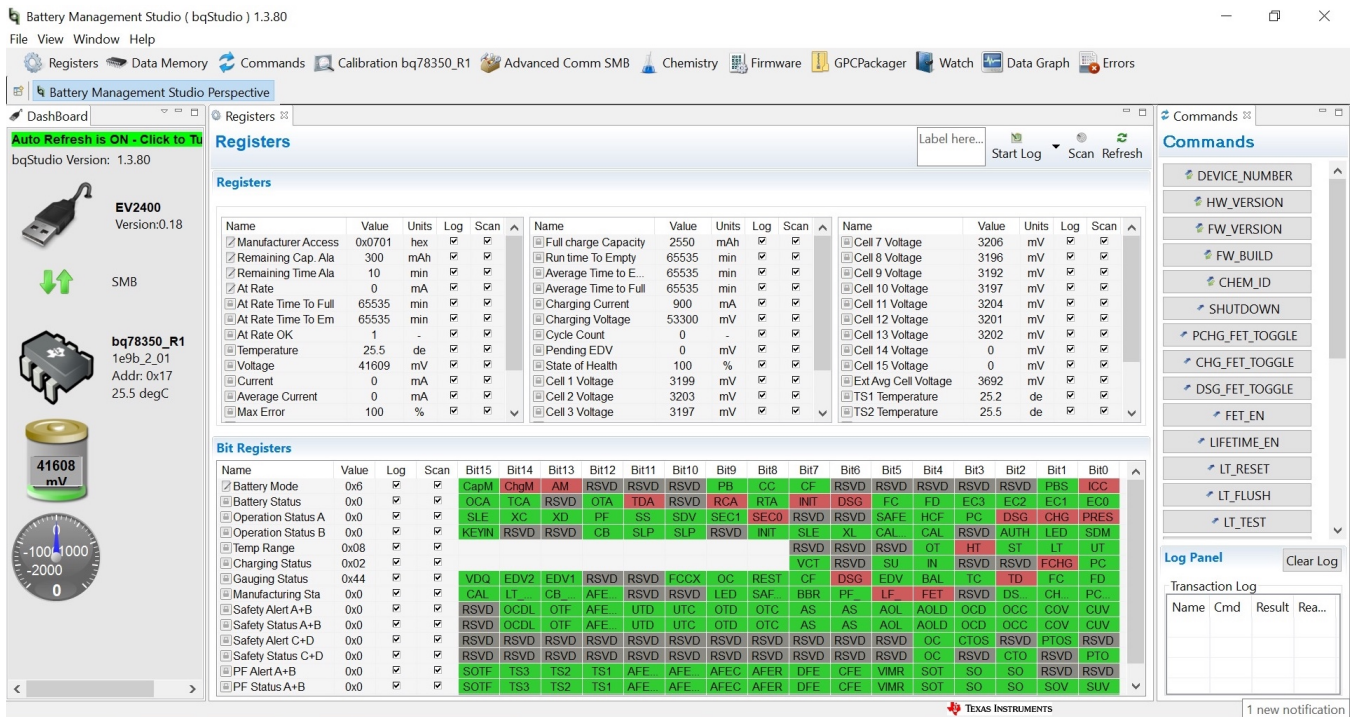 Battery Management Studio ( bqStudio ) 1.3.80
File View Window Help
Registers Data Memory Commands Calibration bq78350_R1 Advanced Comm SMB Chemistry Firmware GPCPackager Watch Data Graph Errors
Battery Management Studio Perspective
DashBoard
Auto Refresh is ON - Click to Tu
bqStudio Version: 1.3.80
EV2400
Version:0.18
SMB
bq78350_R1
1e9b_2_01
Addr: 0x17
25.5 degC
41608
mV
-1000 1000
-2000
0
Registers
Registers
Label here...
Start Log Scan Refresh
Registers
Name Value Units Log Scan
Manufacturer Access 0x0701 hex
Remaining Cap. Ala 300 mAh
Remaining Time Ala 10 min
At Rate 0 mA
At Rate Time To Full 65535 min
At Rate Time To Em 65535 min
At Rate OK 1 -
Temperature 25.5 de
Voltage 41609 mV
Current 0 mA
Average Current 0 mA
Max Error 100 %
Name Value Units Log Scan
Full charge Capacity 2550 mAh
Run time To Empty 65535 min
Average Time to E... 65535 min
Average Time to Full 65535 min
Charging Current 900 mA
Charging Voltage 53300 mV
Cycle Count 0 -
Pending EDV 0 mV
State of Health 100 %
Cell 1 Voltage 3199 mV
Cell 2 Voltage 3203 mV
Cell 3 Voltage 3197 mV
Name Value Units Log Scan
Cell 7 Voltage 3206 mV
Cell 8 Voltage 3196 mV
Cell 9 Voltage 3192 mV
Cell 10 Voltage 3197 mV
Cell 11 Voltage 3204 mV
Cell 12 Voltage 3201 mV
Cell 13 Voltage 3202 mV
Cell 14 Voltage 0 mV
Cell 15 Voltage 0 mV
Ext Avg Cell Voltage 3692 mV
TS1 Temperature 25.2 de
TS2 Temperature 25.5 de
Bit Registers
Name Value Log Scan Bit15 Bit14 Bit13 Bit12 Bit11 Bit10 Bit9 Bit8 Bit7 Bit6 Bit5 Bit4 Bit3 Bit2 Bit1 Bit0
Battery Mode 0x6 CapM ChgM AM RSVD RSVD RSVD PB CC CF RSVD RSVD RSVD RSVD RSVD PBS ICC
Battery Status 0x0 OCA TCA RSVD OTA TDA RSVD RCA RTA INIT DSG FC FD EC3 EC2 EC1 EC0
Operation Status A 0x0 SLE XC XD PF SS SDV SEC1 SEC0 RSVD RSVD SAFE HCF PC DSG CHG PRES
Operation Status B 0x0 KEYIN RSVD RSVD CB SLP SLP RSVD INIT SLE XL CAL... CAL RSVD AUTH LED SDM
Temp Range 0x08 RSVD RSVD RSVD OT HT ST LT UT
Charging Status 0x02 VCT RSVD SU IN RSVD RSVD FCHG PC
Gauging Status 0x44 VDQ EDV2 EDV1 RSVD RSVD FCCX OC REST CF DSG EDV BAL TC TD FC FD
Manufacturing Sta 0x0 CAL LT_... CB_... AFE... RSVD RSVD LED SAF... BBR PF_ LF_ FET RSVD DS... CH... PC...
Safety Alert A+B 0x0 RSVD OCDL OTF AFE... UTD UTC OTD OTC AS AS AOL AOLD OCD OCC COV CUV
Safety Status A+B 0x0 RSVD OCDL OTF AFE... UTD UTC OTD OTC AS AS AOL AOLD OCD OCC COV CUV
Safety Alert C+D 0x0 RSVD RSVD RSVD RSVD RSVD RSVD RSVD RSVD RSVD RSVD RSVD OC CTOS RSVD PTOS RSVD
Safety Status C+D 0x0 RSVD RSVD RSVD RSVD RSVD RSVD RSVD RSVD RSVD RSVD RSVD OC RSVD CTO RSVD PTO
PF Alert A+B 0x0 SOTF TS3 TS2 TS1 AFE... AFE... AFEC AFER DFE CFE VIMR SOT SO SO RSVD RSVD
PF Status A+B 0x0 SOTF TS3 TS2 TS1 AFE... AFE... AFEC AFER DFE CFE VIMR SOT SO SO SOV SUV
Commands
Commands
DEVICE_NUMBER
HW_VERSION
FW_VERSION
FW_BUILD
CHEM_ID
SHUTDOWN
PCHG_FET_TOGGLE
CHG_FET_TOGGLE
DSG_FET_TOGGLE
FET_EN
LIFETIME_EN
LT_RESET
LT_FLUSH
LT_TEST
Log Panel
Clear Log
Transaction Log
Name Cmd Result Rea...
TEXAS INSTRUMENTS
1 new notification